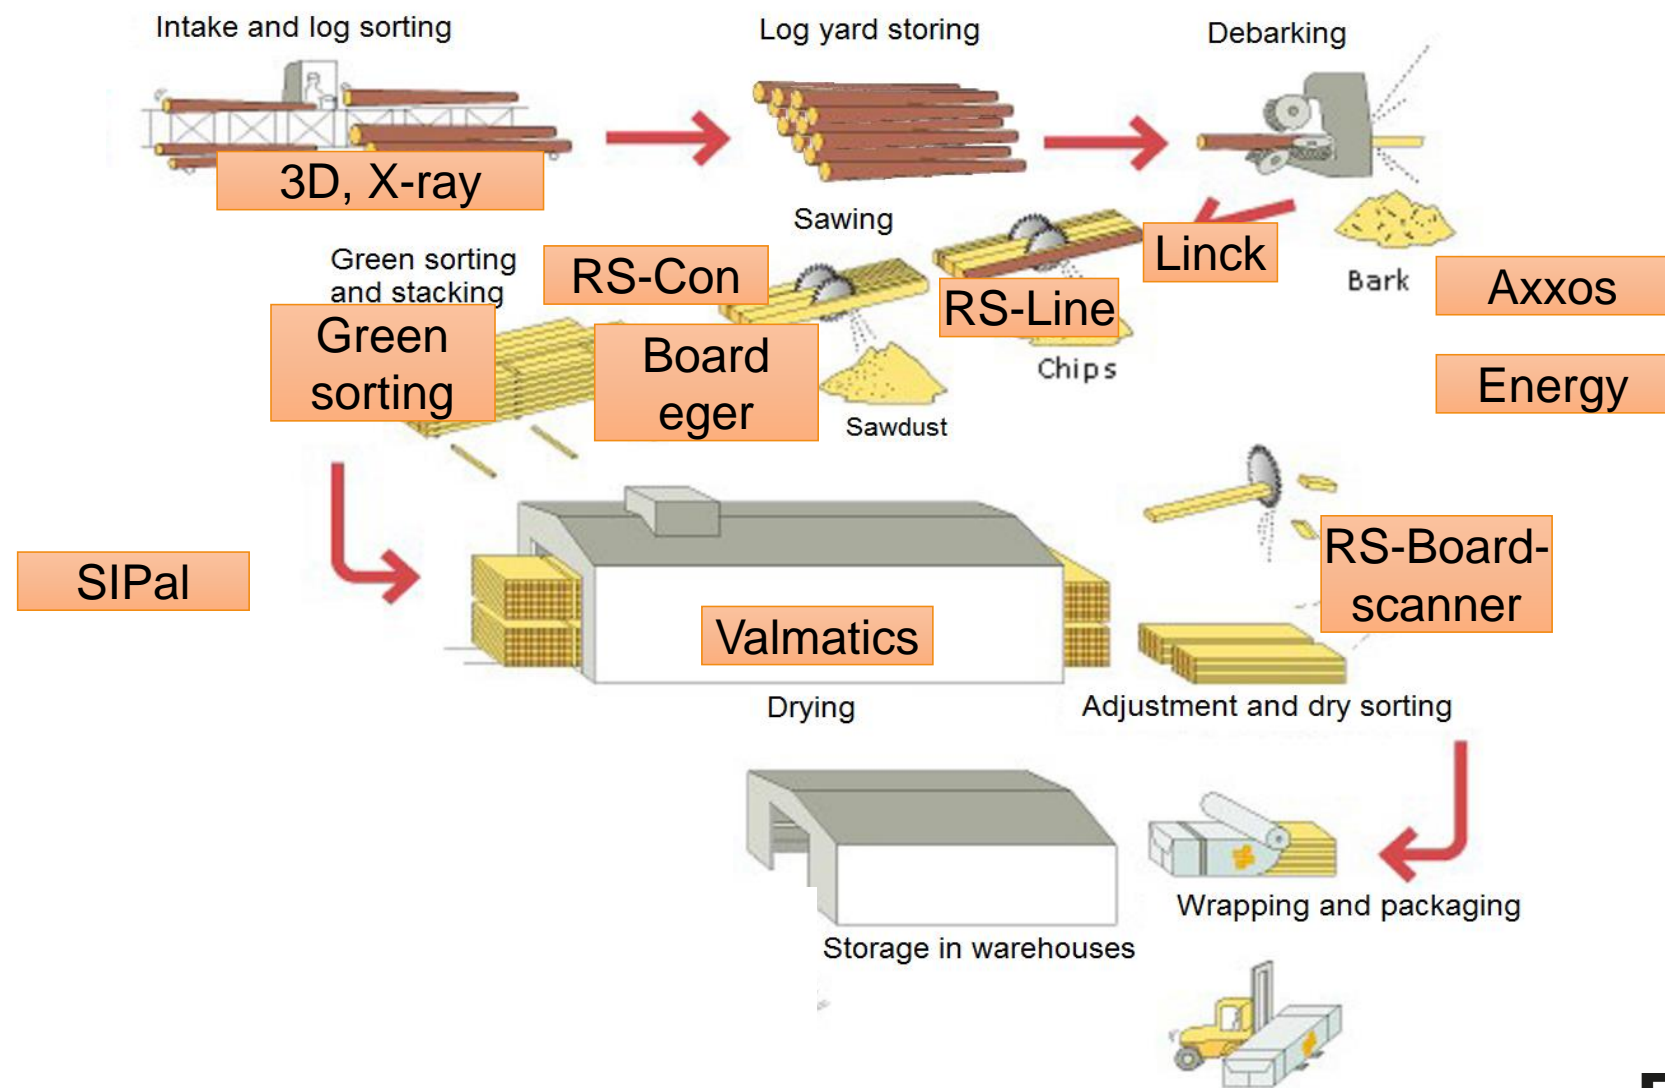 Intake and log sorting
Log yard storing
Debarking
3D, X-ray
Sawing
Green sorting
and stacking
RS-Con
Linck
Bark
Axxos
RS-Line
Green
sorting
Board
eger
Chips
Energy
Sawdust
SIPal
Valmatics
RS-Board-
scanner
Drying
Adjustment and dry sorting
Wrapping and packaging
Storage in warehouses